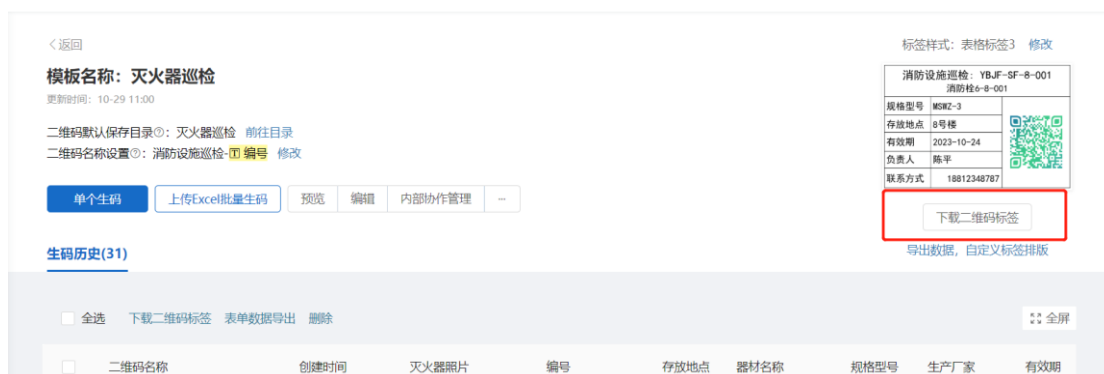 ＜返回
标签样式：表格标签3 修改
模板名称：灭火器巡检
更新时间：10-29 11:00
二维码默认保存目录?：灭火器巡检 前往目录
二维码名称设置?：消防设施巡检-T 编号 修改
消防设施巡检：YBJF-SF-8-001
消防栓6-8-001
规格型号 MSWZ-3
存放地点 8号楼
有效期 2023-10-24
负责人 陈平
联系方式 18812348787
单个生码 上传Excel批量生码 预览 编辑 内部协作管理 ...
下载二维码标签
生码历史(31)
导出数据，自定义标签排版
全选 下载二维码标签 表单数据导出 删除 全屏
二维码名称 创建时间 灭火器照片 编号 存放地点 器材名称 规格型号 生产厂家 有效期